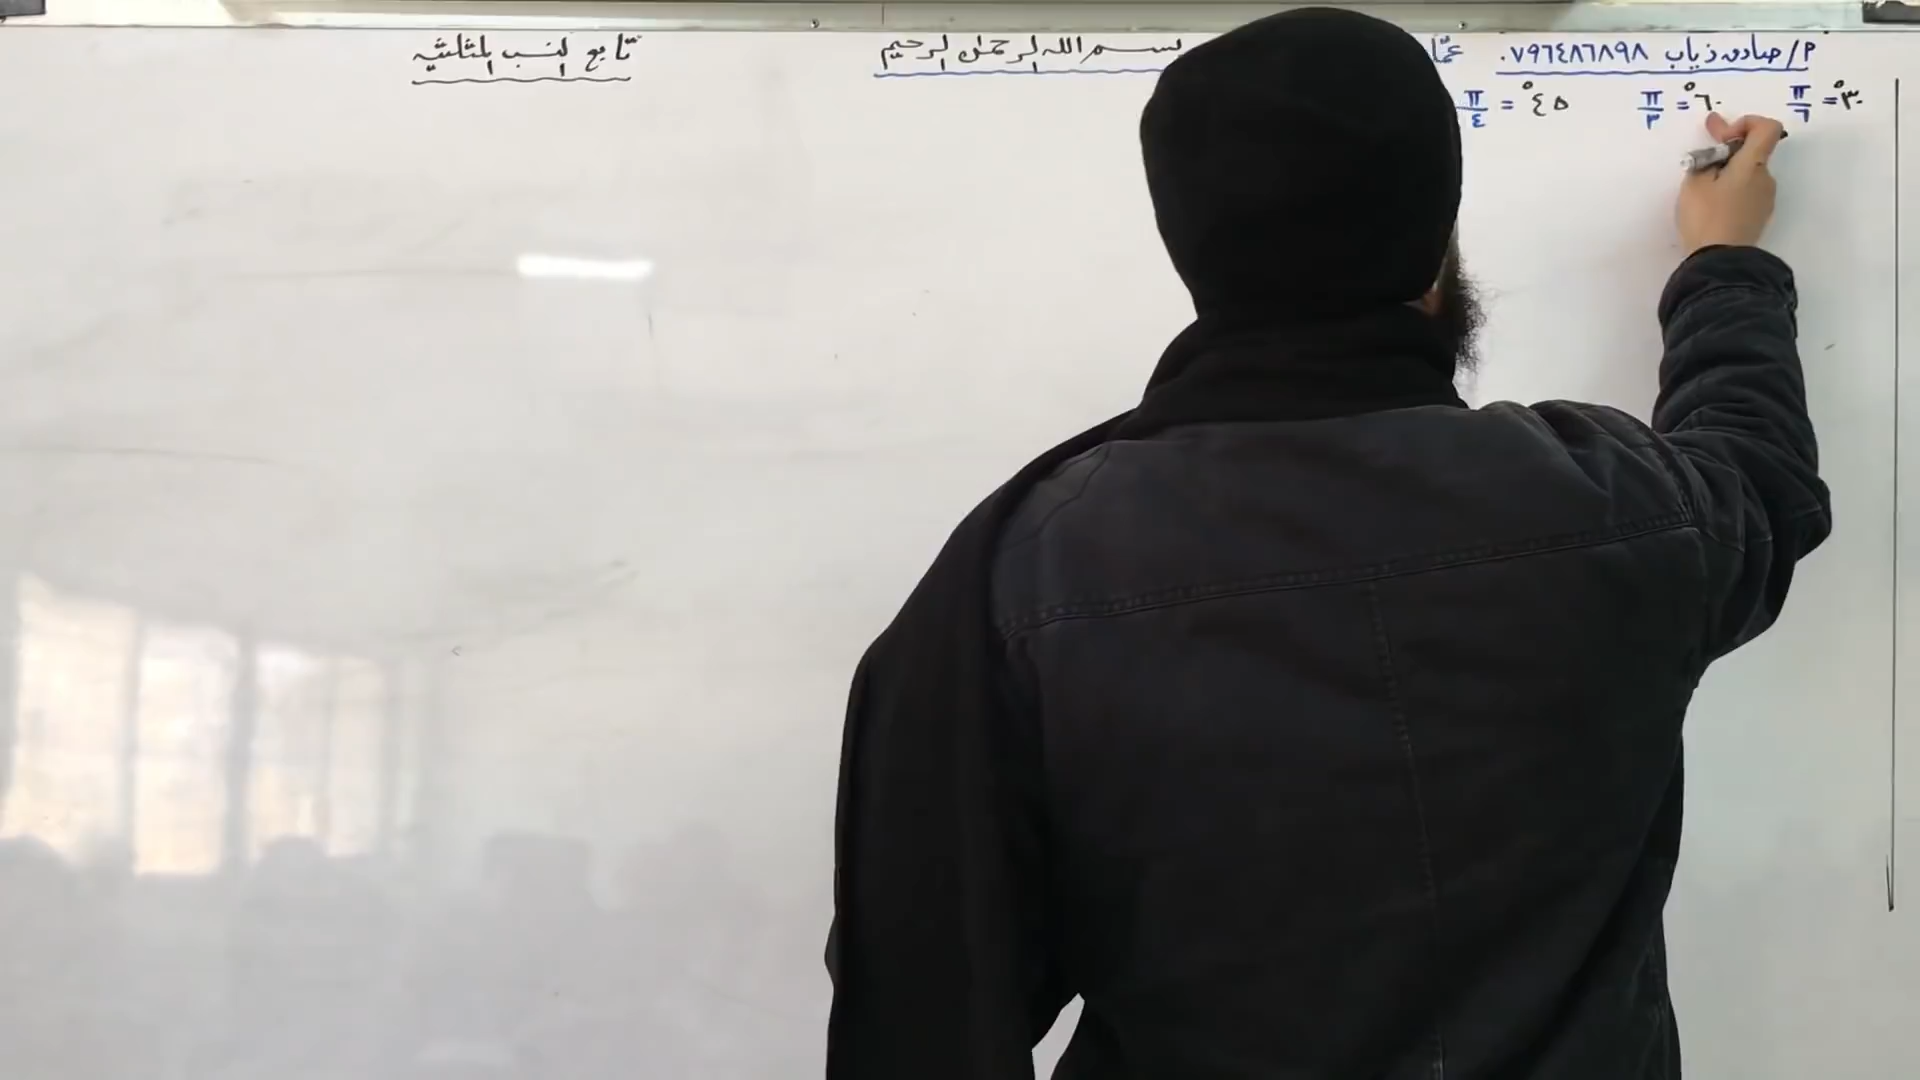 م/صادق ذياب ٠٧٩٦٤٨٦٨٩٨
بسم الله الرحمن الرحيم
تابع النسب المثلثية
٣٠° = π/٦
٦٠° = π/٣
٤٥° = π/٤